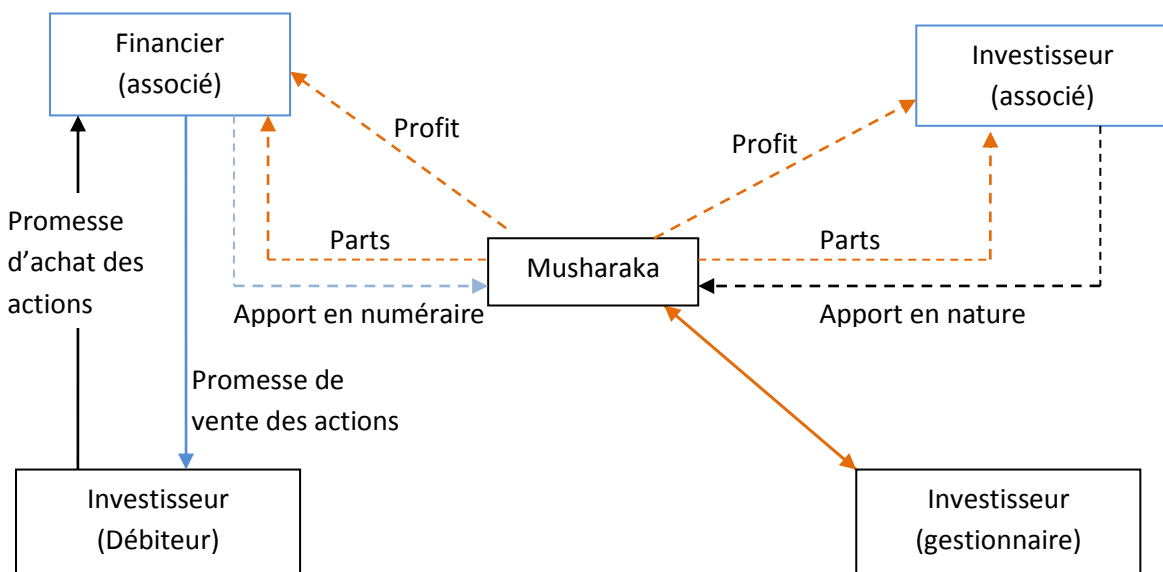 Financier
(associé)
Investisseur
(associé)
Profit
Profit
Promesse
d’achat des
actions
Parts
Musharaka
Parts
Apport en numéraire
Apport en nature
Promesse de
vente des actions
Investisseur
(Débiteur)
Investisseur
(gestionnaire)